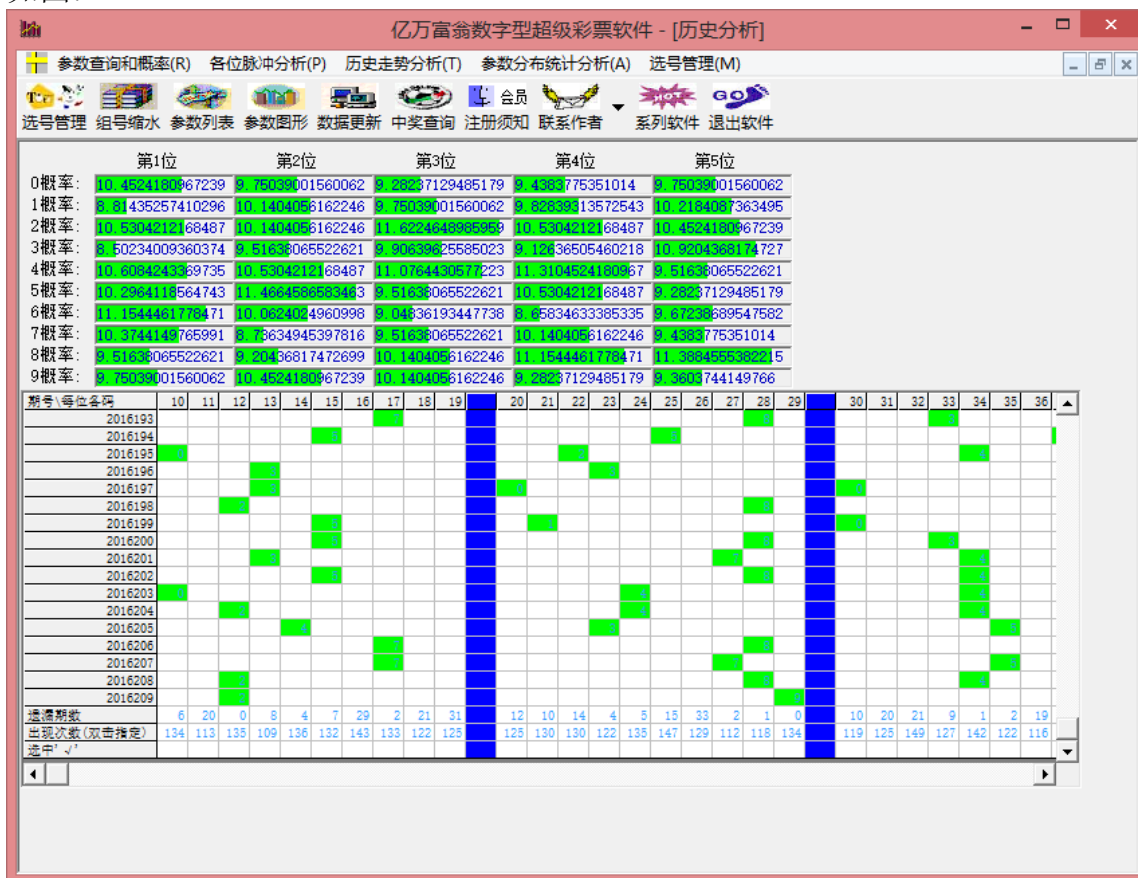 亿万富翁数字型超级彩票软件 - [历史分析]
参数查询和概率(R) 各位脉冲分析(P) 历史走势分析(T) 参数分布统计分析(A) 选号管理(M)
会员
选号管理 组号缩水 参数列表 参数图形 数据更新 中奖查询 注册须知 联系作者 系列软件 退出软件
第1位 第2位 第3位 第4位 第5位
0概率: 10.4524180967239 9.75039001560062 9.28237129485179 9.4383775351014 9.75039001560062
1概率: 8.81435257410296 10.1404056162246 9.75039001560062 9.82839313572543 10.2184087363495
2概率: 10.5304212168487 10.1404056162246 11.6224648985959 10.5304212168487 10.4524180967239
3概率: 8.50234009360374 9.51638065522621 9.90639625585023 9.12636505460218 10.9204368174727
4概率: 10.6084243369735 10.5304212168487 11.0764430577223 11.3104524180967 9.51638065522621
5概率: 10.2964118564743 11.4664586583463 9.51638065522621 10.5304212168487 9.28237129485179
6概率: 11.1544461778471 10.0624024960998 9.04836193447738 8.65834633385335 9.67238689547582
7概率: 10.3744149765991 8.73634945397816 9.51638065522621 10.1404056162246 9.4383775351014
8概率: 9.51638065522621 9.20436817472699 10.1404056162246 11.1544461778471 11.3884555382215
9概率: 9.75039001560062 10.4524180967239 10.1404056162246 9.28237129485179 9.3603744149766
期号\每位各码 10 11 12 13 14 15 16 17 18 19 20 21 22 23 24 25 26 27 28 29 30 31 32 33 34 35 36
2016193
2016194
2016195
2016196
2016197
2016198
2016199
2016200
2016201
2016202
2016203
2016204
2016205
2016206
2016207
2016208
2016209
遗漏期数 6 20 0 8 4 7 29 2 21 31 12 10 14 4 5 15 33 2 1 0 10 20 21 9 1 2 19
出现次数(双击指定) 134 113 135 109 136 132 143 133 122 125 125 130 130 122 135 147 129 112 118 134 119 125 149 127 142 122 116
选中'√'